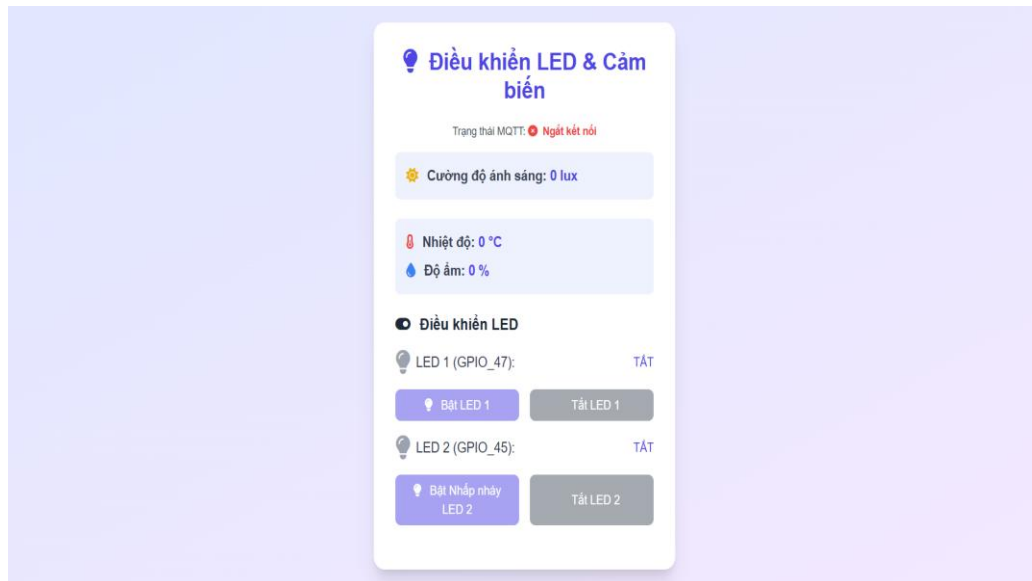 Điều khiển LED & Cảm
biến
Trạng thái MQTT: Ngắt kết nối
Cường độ ánh sáng: 0 lux
Nhiệt độ: 0 °C
Độ ẩm: 0 %
Điều khiển LED
LED 1 (GPIO_47): TẮT
Bật LED 1 Tắt LED 1
LED 2 (GPIO_45): TẮT
Bật Nhấp nháy
LED 2 Tắt LED 2